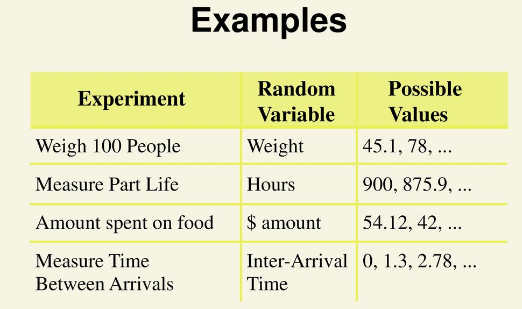 Examples
Experiment Random Variable Possible Values
Weigh 100 People Weight 45.1, 78, ...
Measure Part Life Hours 900, 875.9, ...
Amount spent on food $ amount 54.12, 42, ...
Measure Time Between Arrivals Inter-Arrival Time 0, 1.3, 2.78, ...